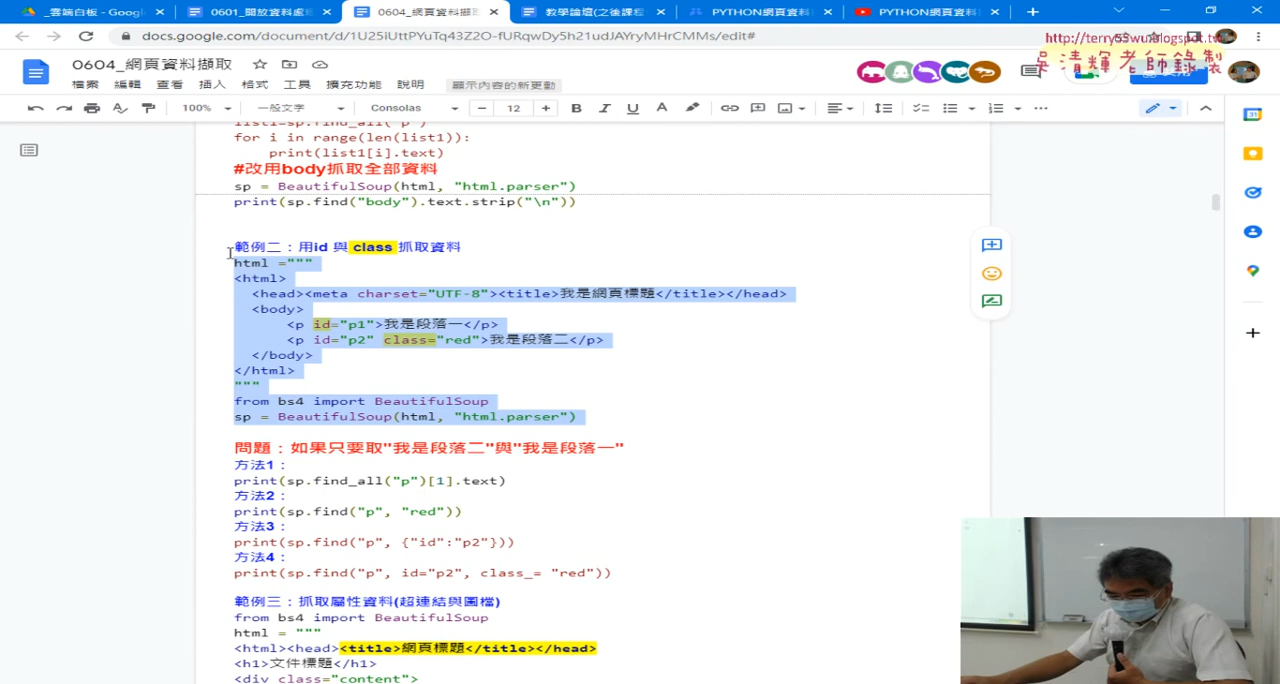 _雲端白板 - Goog
0601_開放資料處
0604_網頁資料擷
教學論壇(之後課程
PYTHON網頁資料
PYTHON網頁資料
docs.google.com/document/d/1U25iUttPYuTq43Z2O-fURqwDy5h21udJAYryMHrCMMs/edit#
http://terry55wu.blogspot.tw
吳清輝老師錄製
0604_網頁資料擷取
檔案 編輯 查看 插入 格式 工具 擴充功能 說明 顯示內容的新更動
100% 一般文字 Consolas 12 B I U A
list1=sp.find_all("p")
for i in range(len(list1)):
print(list1[i].text)
#改用body抓取全部資料
sp = BeautifulSoup(html, "html.parser")
print(sp.find("body").text.strip("\n"))
範例二：用id 與 class 抓取資料
html ="""
<html>
<head><meta charset="UTF-8"><title>我是網頁標題</title></head>
<body>
<p id="p1">我是段落一</p>
<p id="p2" class="red">我是段落二</p>
</body>
</html>
"""
from bs4 import BeautifulSoup
sp = BeautifulSoup(html, "html.parser")
問題：如果只要取"我是段落二"與"我是段落一"
方法1：
print(sp.find_all("p")[1].text)
方法2：
print(sp.find("p", "red"))
方法3：
print(sp.find("p", {"id":"p2"}))
方法4：
print(sp.find("p", id="p2", class_= "red"))
範例三：抓取屬性資料(超連結與圖檔)
from bs4 import BeautifulSoup
html = """
<html><head><title>網頁標題</title></head>
<h1>文件標題</h1>
<div class="content">